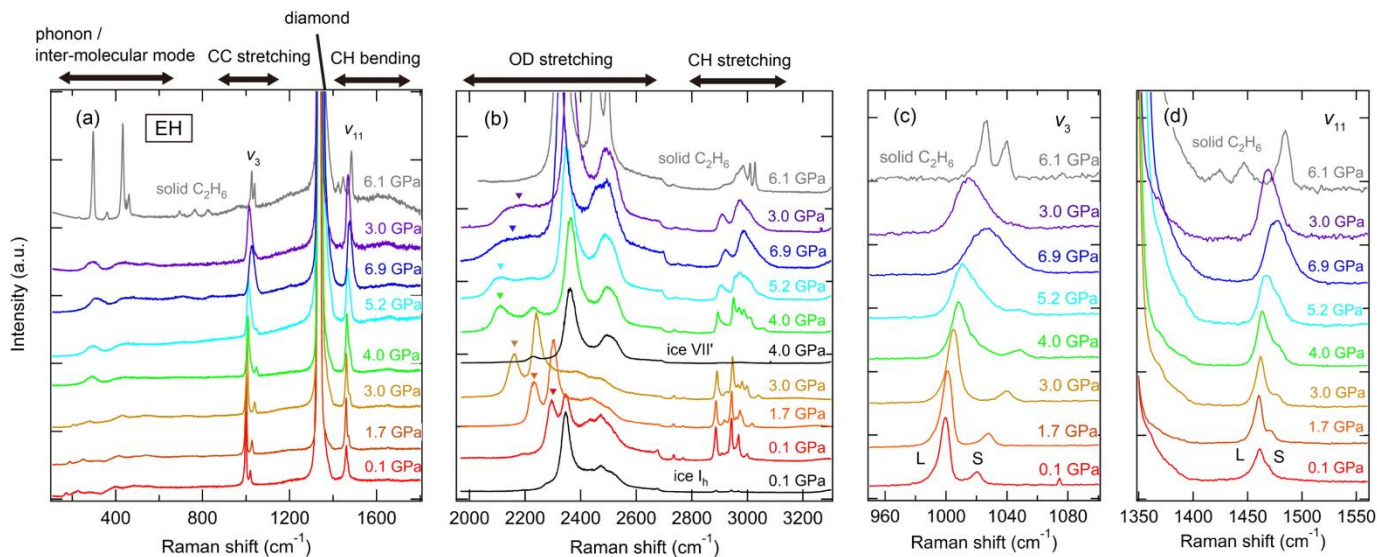 diamond
phonon /
inter-molecular mode
CC stretching
CH bending
OD stretching
CH stretching
Intensity (a.u.)
(a)
EH
ν3
ν11
solid C2H6
6.1 GPa
3.0 GPa
6.9 GPa
5.2 GPa
4.0 GPa
3.0 GPa
1.7 GPa
0.1 GPa
400
800
1200
1600
Raman shift (cm-1)
(b)
solid C2H6
6.1 GPa
3.0 GPa
6.9 GPa
5.2 GPa
4.0 GPa
ice VII'
4.0 GPa
3.0 GPa
1.7 GPa
0.1 GPa
ice Ih
0.1 GPa
2000
2200
2400
2600
2800
3000
3200
Raman shift (cm-1)
(c)
ν3
solid C2H6
6.1 GPa
3.0 GPa
6.9 GPa
5.2 GPa
4.0 GPa
3.0 GPa
1.7 GPa
L
S
0.1 GPa
960
1000
1040
1080
Raman shift (cm-1)
(d)
ν11
solid C2H6
6.1 GPa
3.0 GPa
6.9 GPa
5.2 GPa
4.0 GPa
3.0 GPa
1.7 GPa
L
S
0.1 GPa
1350
1400
1450
1500
1550
Raman shift (cm-1)